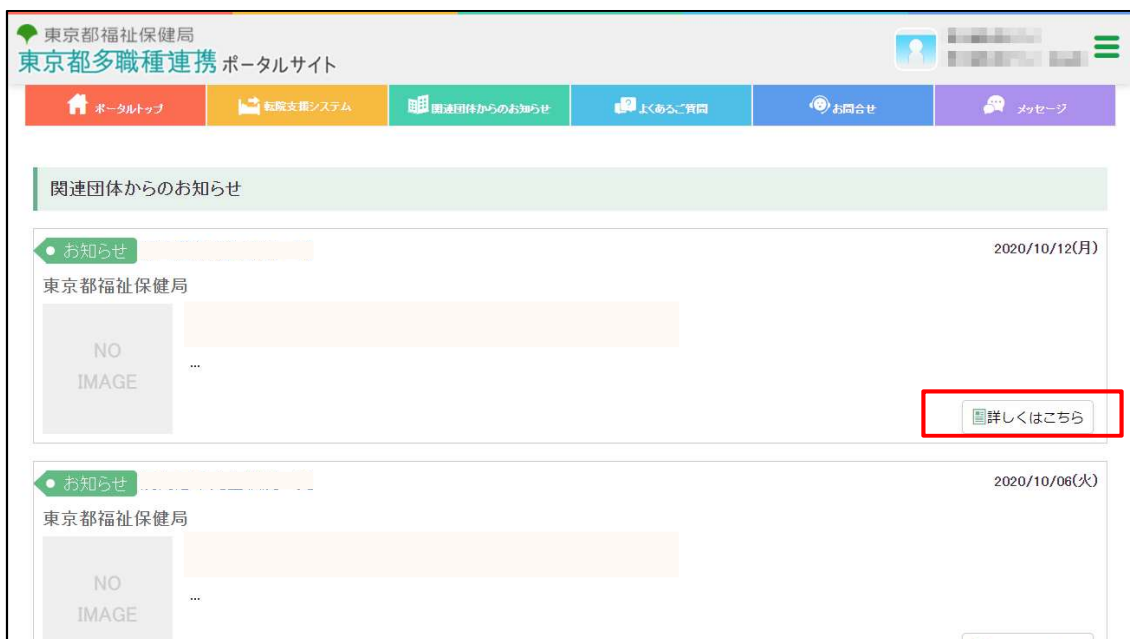 東京都福祉保健局
東京都多職種連携 ポータルサイト
ポータルトップ
転院支援システム
関連団体からのお知らせ
よくあるご質問
お問合せ
メッセージ
関連団体からのお知らせ
お知らせ
2020/10/12(月)
東京都福祉保健局
NO
IMAGE
...
詳しくはこちら
お知らせ
2020/10/06(火)
東京都福祉保健局
NO
IMAGE
...